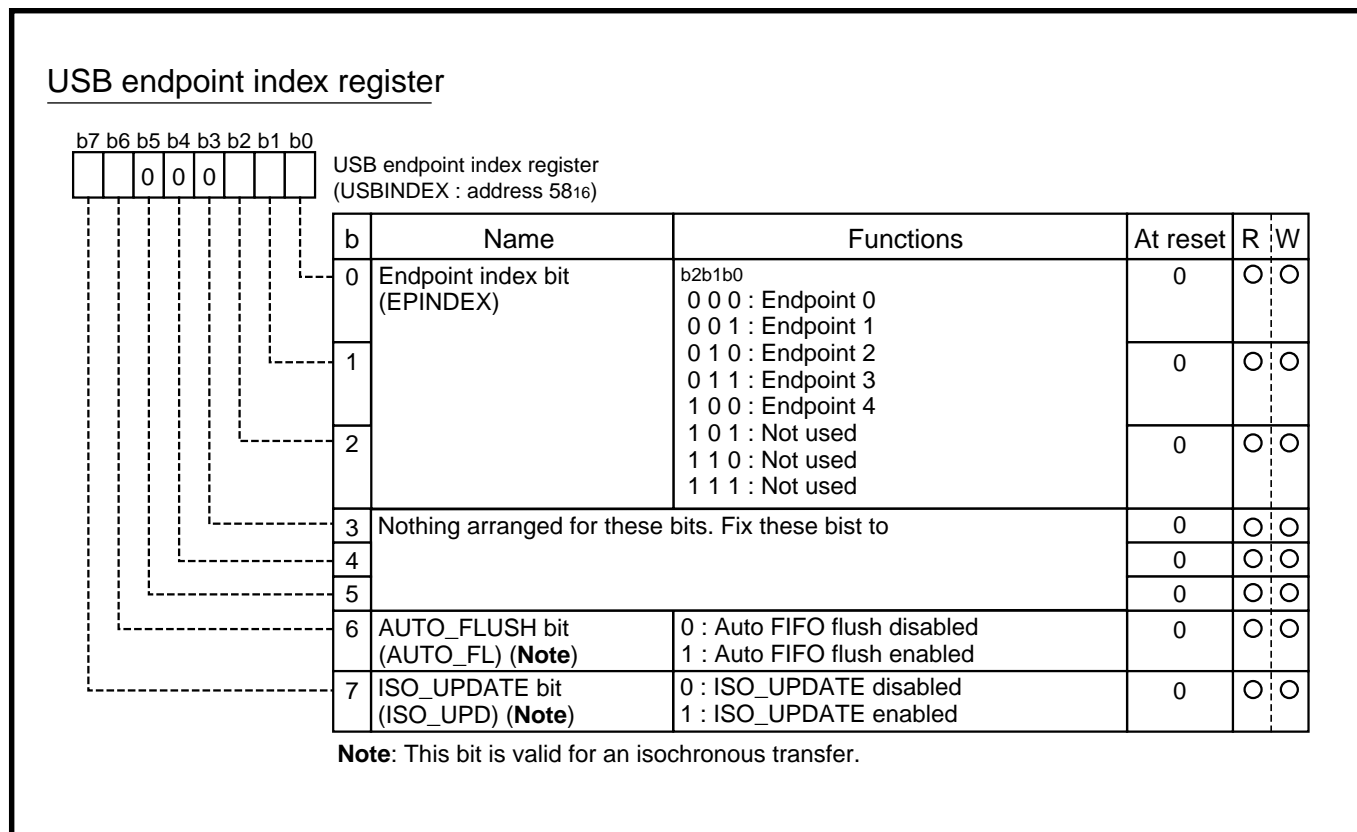 USB endpoint index register
b7 b6 b5 b4 b3 b2 b1 b0
0 0 0
USB endpoint index register
(USBINDEX : address 5816)
b Name Functions At reset R W
0 Endpoint index bit b2b1b0 0 ○ ○
(EPINDEX) 0 0 0 : Endpoint 0
0 0 1 : Endpoint 1
1 0 1 0 : Endpoint 2 0 ○ ○
0 1 1 : Endpoint 3
1 0 0 : Endpoint 4
2 1 0 1 : Not used 0 ○ ○
1 1 0 : Not used
1 1 1 : Not used
3 Nothing arranged for these bits. Fix these bist to 0 ○ ○
4 0 ○ ○
5 0 ○ ○
6 AUTO_FLUSH bit 0 : Auto FIFO flush disabled 0 ○ ○
(AUTO_FL) (Note) 1 : Auto FIFO flush enabled
7 ISO_UPDATE bit 0 : ISO_UPDATE disabled 0 ○ ○
(ISO_UPD) (Note) 1 : ISO_UPDATE enabled
Note: This bit is valid for an isochronous transfer.